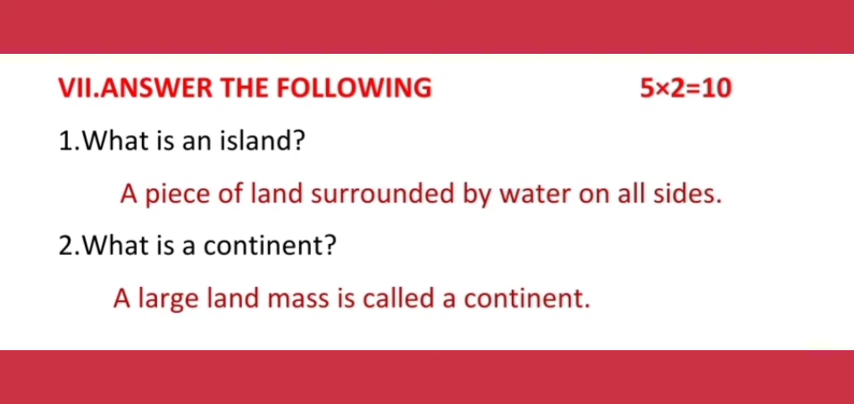 VII.ANSWER THE FOLLOWING 5×2=10
1.What is an island?
A piece of land surrounded by water on all sides.
2.What is a continent?
A large land mass is called a continent.